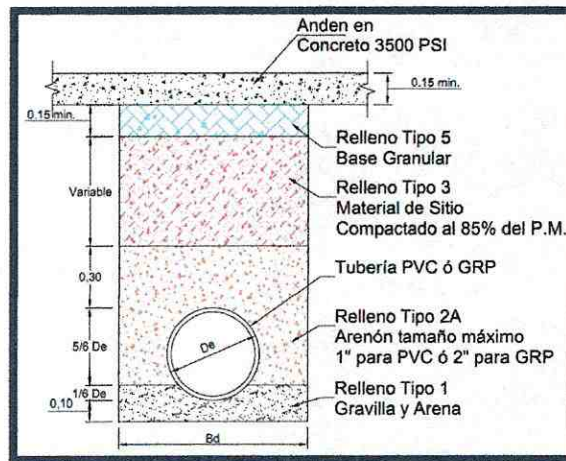 Anden en
Concreto 3500 PSI
0.15 min.
0.15 min.
Relleno Tipo 5
Base Granular
Relleno Tipo 3
Material de Sitio
Compactado al 85% del P.M.
Variable
Tubería PVC ó GRP
0,30
Relleno Tipo 2A
Arenón tamaño máximo
1" para PVC ó 2" para GRP
De
5/6 De
Relleno Tipo 1
Gravilla y Arena
1/6 De
0,10
Bd